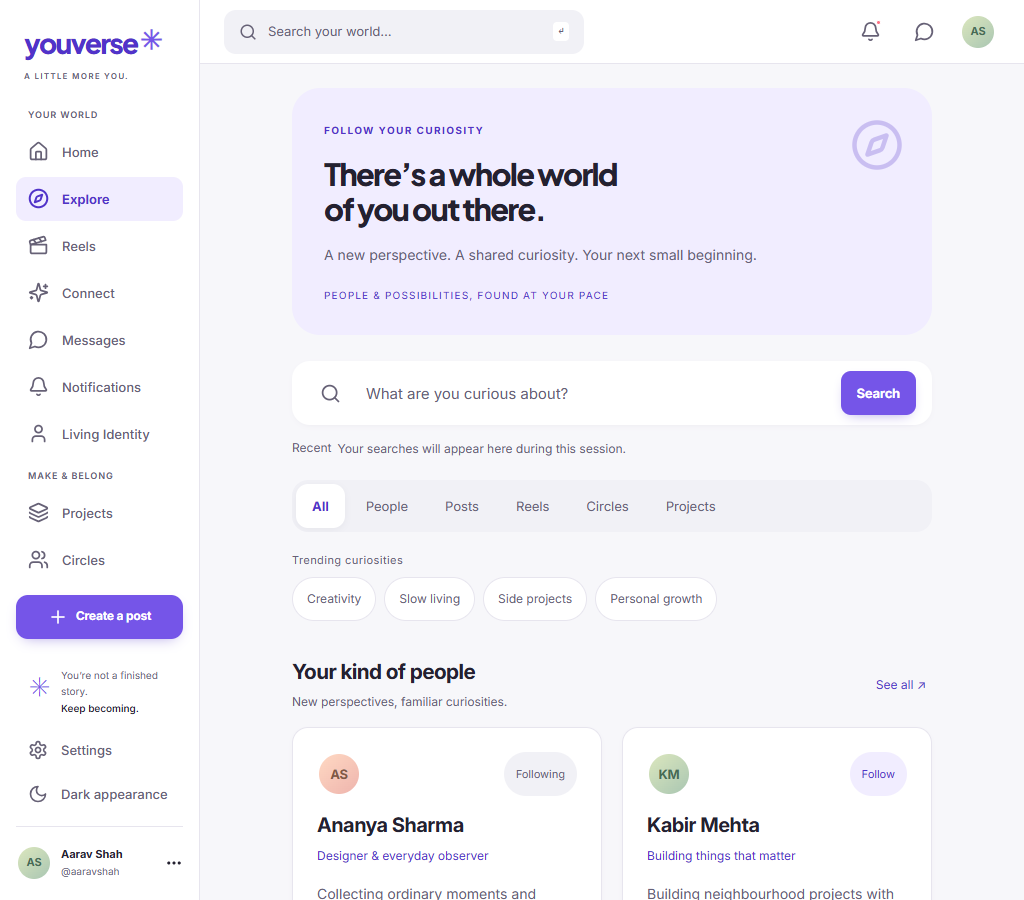 youverse
A LITTLE MORE YOU.
YOUR WORLD
Home
Explore
Reels
Connect
Messages
Notifications
Living Identity
MAKE & BELONG
Projects
Circles
Create a post
You're not a finished
story.
Keep becoming.
Settings
Dark appearance
AS
Aarav Shah
@aaravshah
Search your world...
AS
FOLLOW YOUR CURIOSITY
There's a whole world
of you out there.
A new perspective. A shared curiosity. Your next small beginning.
PEOPLE & POSSIBILITIES, FOUND AT YOUR PACE
What are you curious about?
Search
Recent Your searches will appear here during this session.
All People Posts Reels Circles Projects
Trending curiosities
Creativity Slow living Side projects Personal growth
Your kind of people
See all
New perspectives, familiar curiosities.
AS
Following
Ananya Sharma
Designer & everyday observer
Collecting ordinary moments and
KM
Follow
Kabir Mehta
Building things that matter
Building neighbourhood projects with